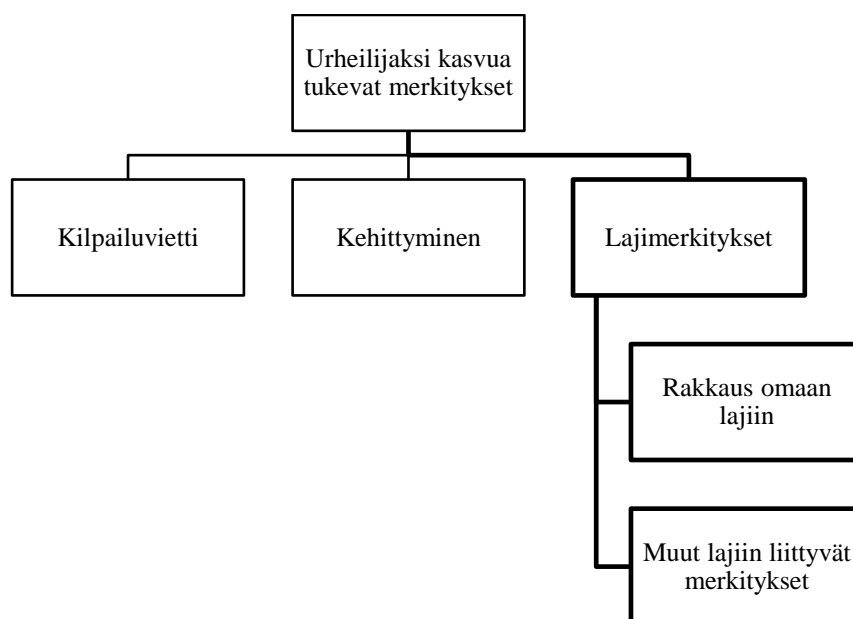 Urheilijaksi kasvua
tukevat merkitykset
Kilpailuvietti
Kehittyminen
Lajimerkitykset
Rakkaus omaan
lajiin
Muut lajiin liittyvät
merkitykset